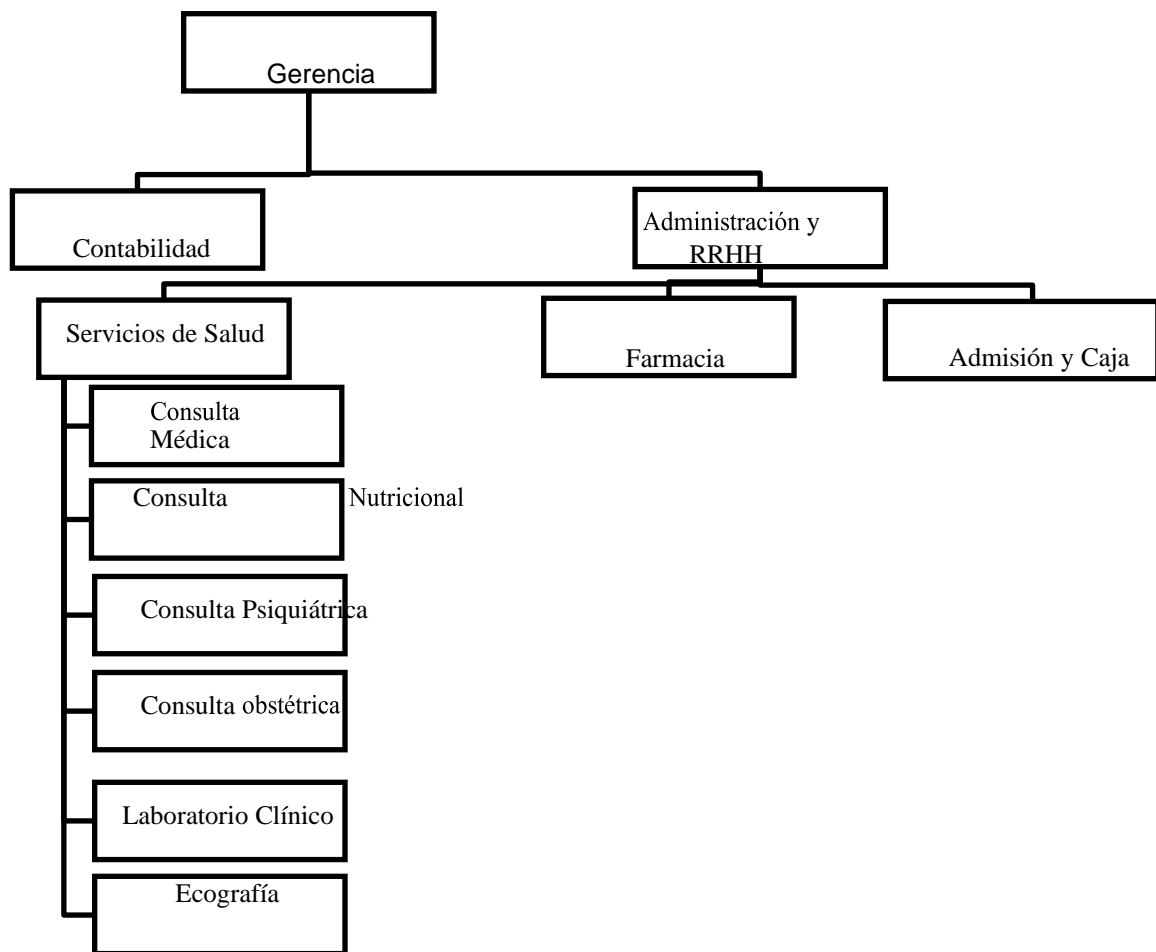 Gerencia
Contabilidad
Administración y
RRHH
Servicios de Salud
Farmacia
Admisión y Caja
Consulta
Médica
Consulta Nutricional
Consulta Psiquiátrica
Consulta obstétrica
Laboratorio Clínico
Ecografía